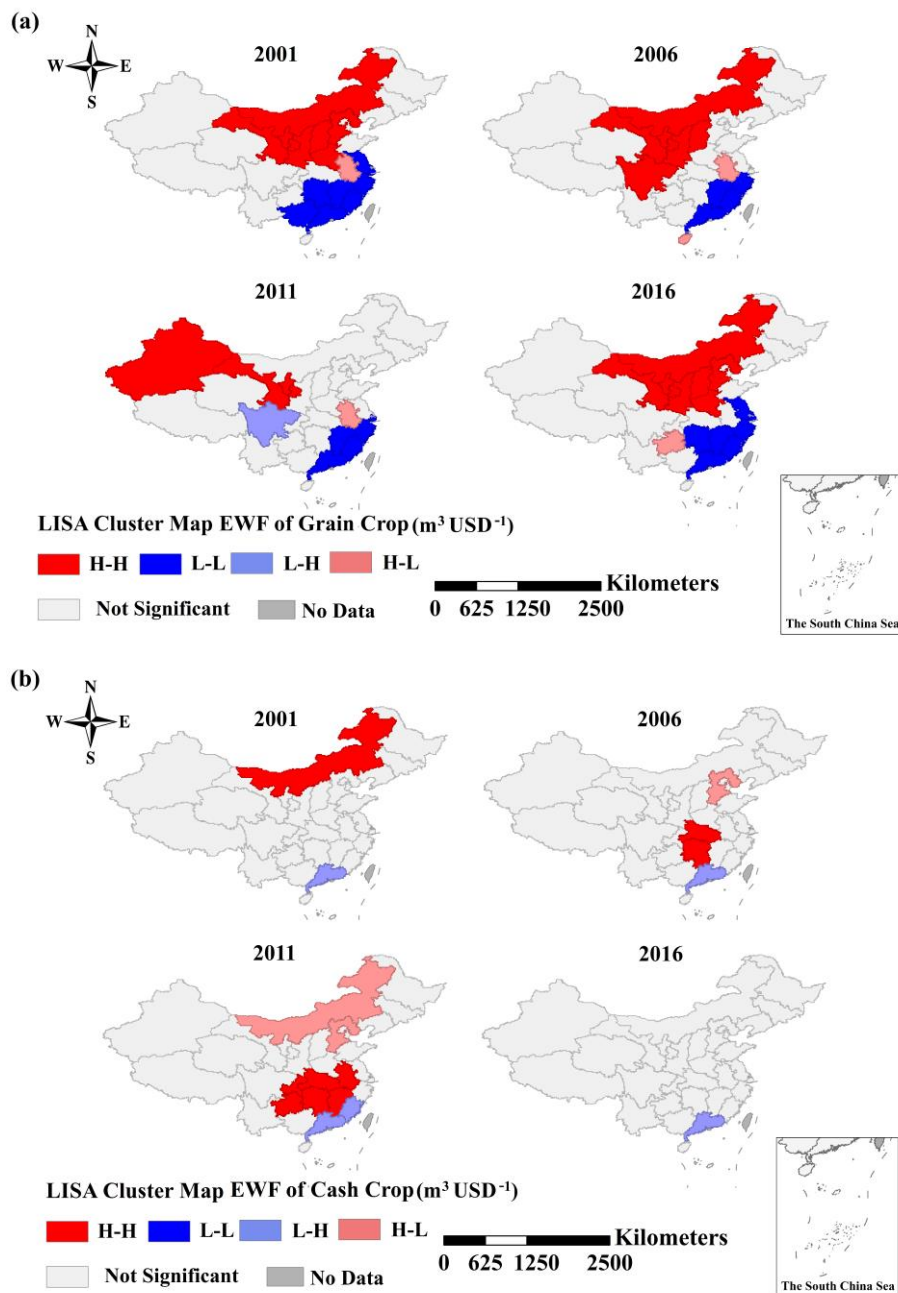 (a)
N
W E
S
2001
2006
2011
2016
LISA Cluster Map EWF of Grain Crop (m³ USD⁻¹)
H-H L-L L-H H-L
Not Significant No Data
Kilometers
0 625 1250 2500
The South China Sea
(b)
N
W E
S
2001
2006
2011
2016
LISA Cluster Map EWF of Cash Crop (m³ USD⁻¹)
H-H L-L L-H H-L
Not Significant No Data
Kilometers
0 625 1250 2500
The South China Sea